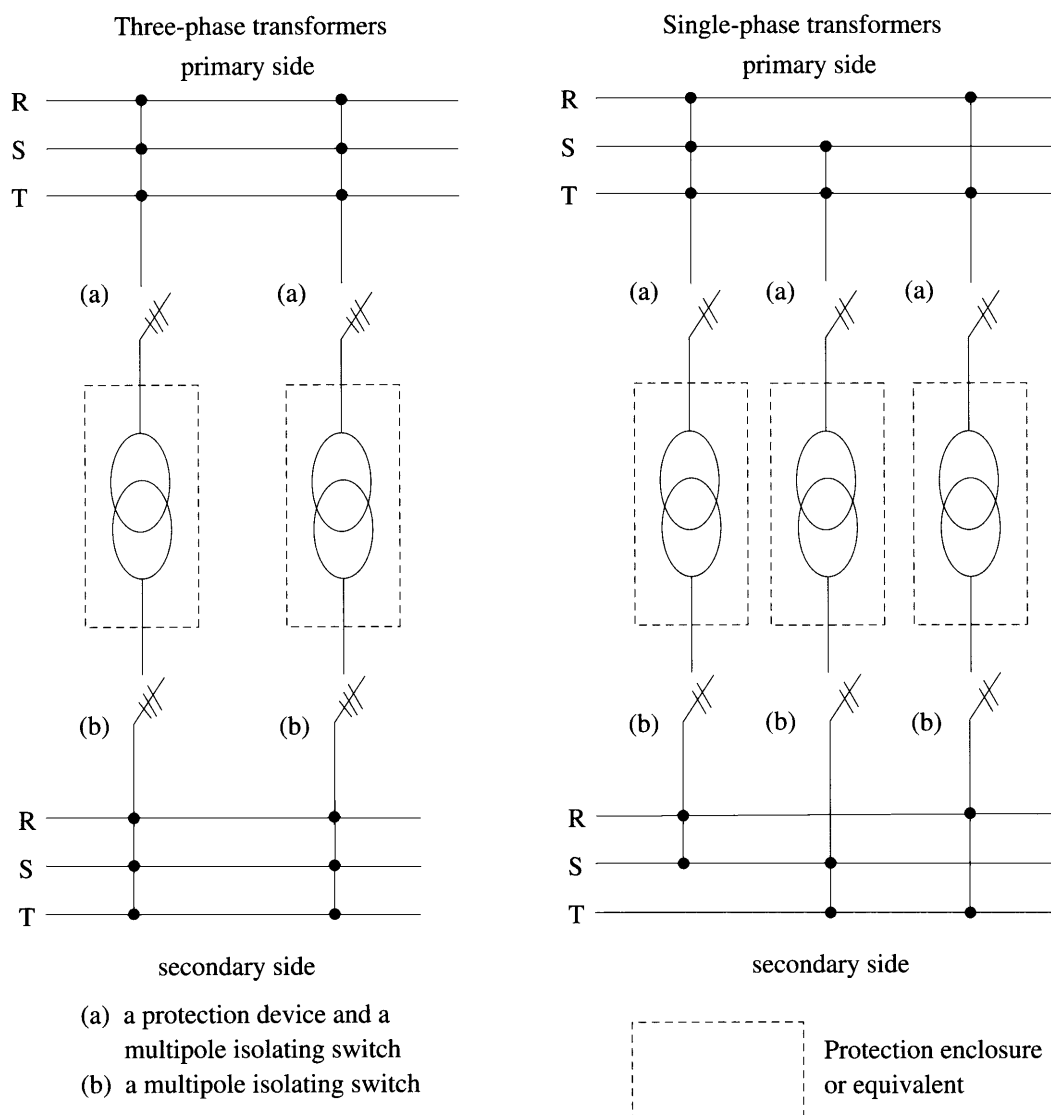 Three-phase transformers
primary side
R
S
T
(a)
(a)
(b)
(b)
R
S
T
secondary side
(a) a protection device and a
multipole isolating switch
(b) a multipole isolating switch
Single-phase transformers
primary side
R
S
T
(a)
(a)
(a)
(b)
(b)
(b)
R
S
T
secondary side
Protection enclosure
or equivalent